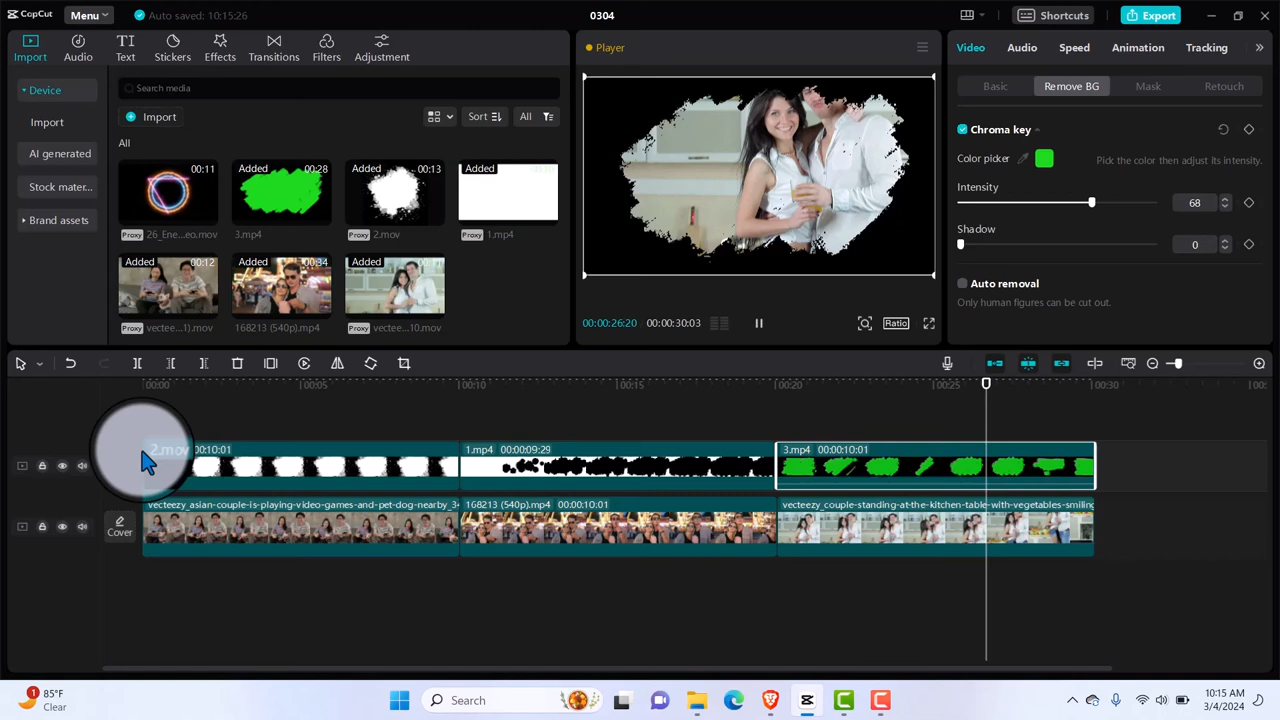 CapCut
Menu
Auto saved: 10:15:26
0304
Shortcuts
Export
Import
Audio
Text
Stickers
Effects
Transitions
Filters
Adjustment
Device
Import
AI generated
Stock mater...
Brand assets
Search media
Import
Sort
All
All
00:11
Added
00:28
Added
00:13
Added
Proxy
26_Ene...eo.mov
3.mp4
Proxy
2.mov
Proxy
1.mp4
Added
00:12
Added
00:34
Added
Proxy
vectee...1).mov
168213 (540p).mp4
Proxy
vectee...10.mov
Player
00:00:26:20
00:00:30:03
Ratio
Video
Audio
Speed
Animation
Tracking
Basic
Remove BG
Mask
Retouch
Chroma key
Color picker
Pick the color then adjust its intensity.
Intensity
68
Shadow
0
Auto removal
Only human figures can be cut out.
00:00
00:05
00:10
00:15
00:20
00:25
00:30
2.mov
00:10:01
1.mp4
00:00:09:29
3.mp4
00:00:10:01
Cover
vecteezy_asian-couple-is-playing-video-games-and-pet-dog-nearby_3
168213 (540p).mp4
00:00:10:01
vecteezy_couple-standing-at-the-kitchen-table-with-vegetables-smiling
1
85°F
Clear
Search
10:15 AM
3/4/2024